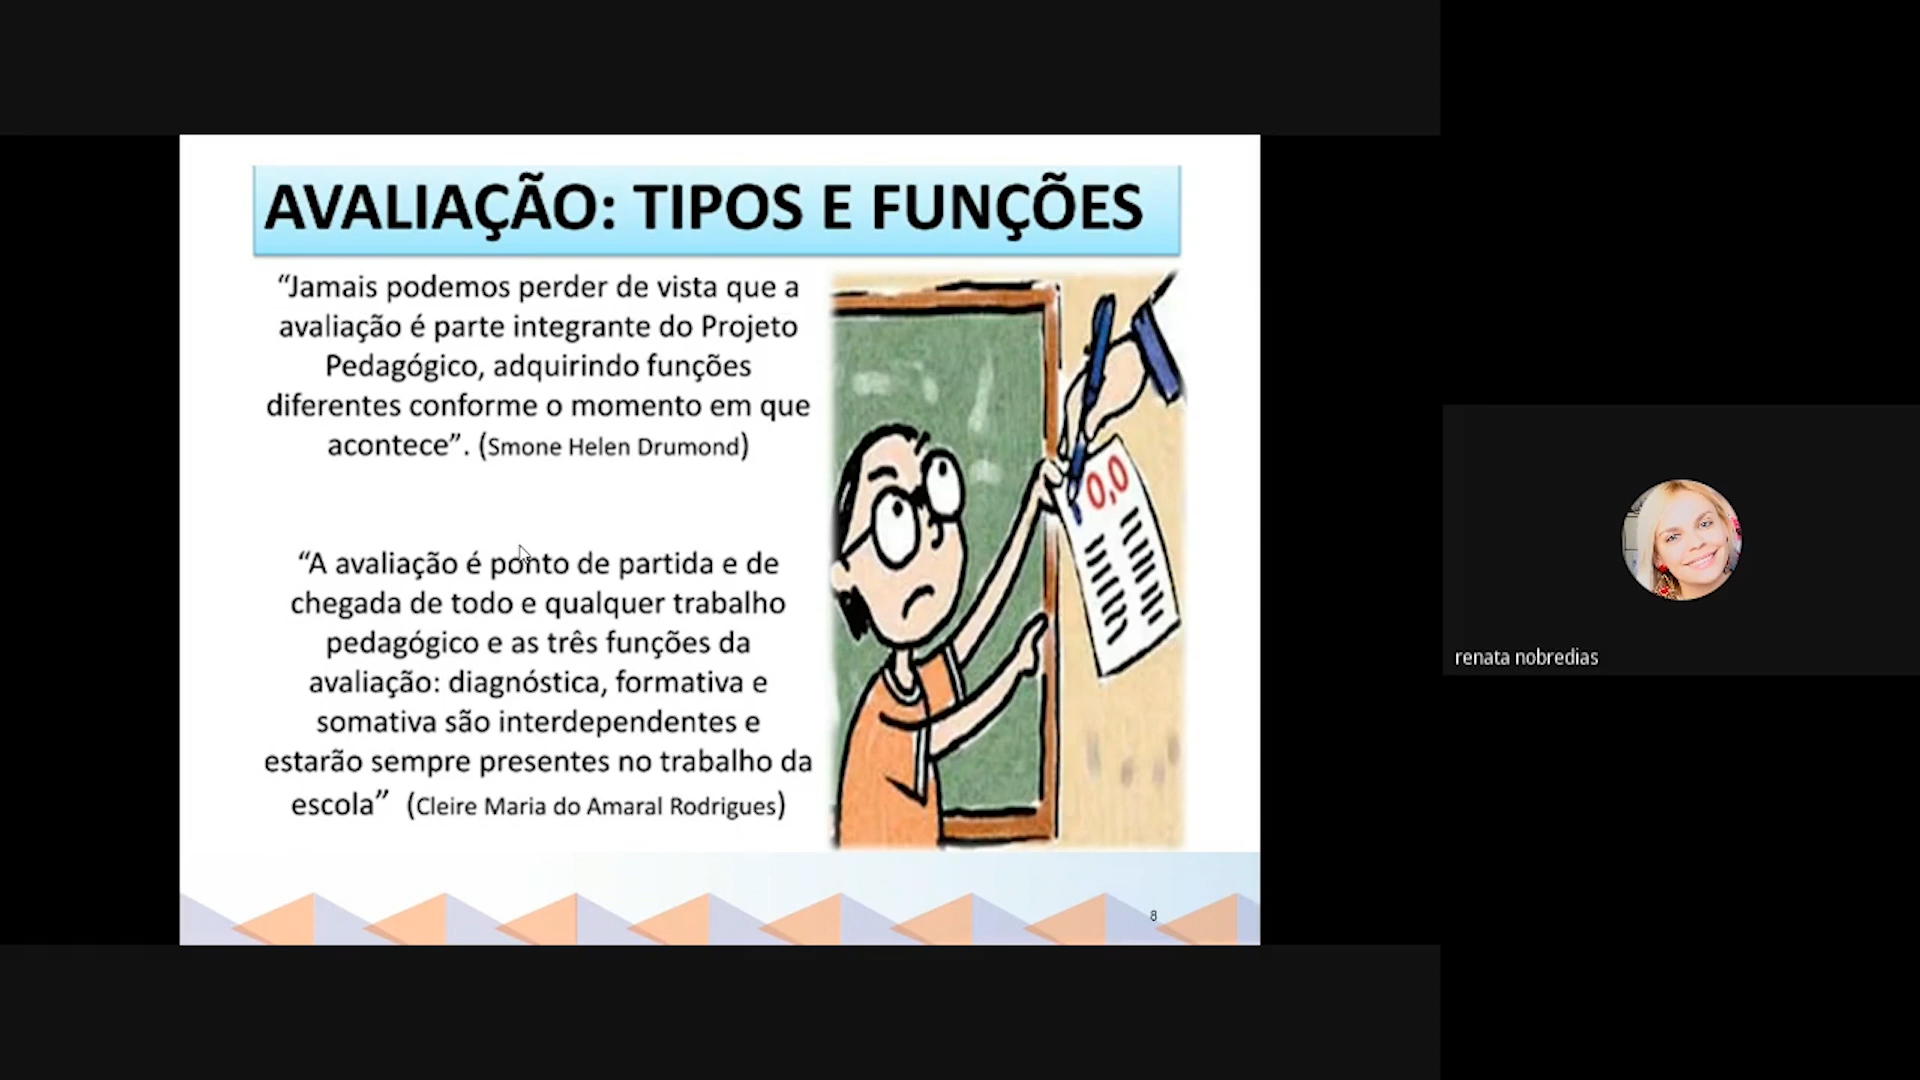 AVALIAÇÃO: TIPOS E FUNÇÕES
“Jamais podemos perder de vista que a
avaliação é parte integrante do Projeto
Pedagógico, adquirindo funções
diferentes conforme o momento em que
acontece”. (Smone Helen Drumond)
“A avaliação é ponto de partida e de
chegada de todo e qualquer trabalho
pedagógico e as três funções da
avaliação: diagnóstica, formativa e
somativa são interdependentes e
estarão sempre presentes no trabalho da
escola” (Cleire Maria do Amaral Rodrigues)
0,0
8
renata nobredias